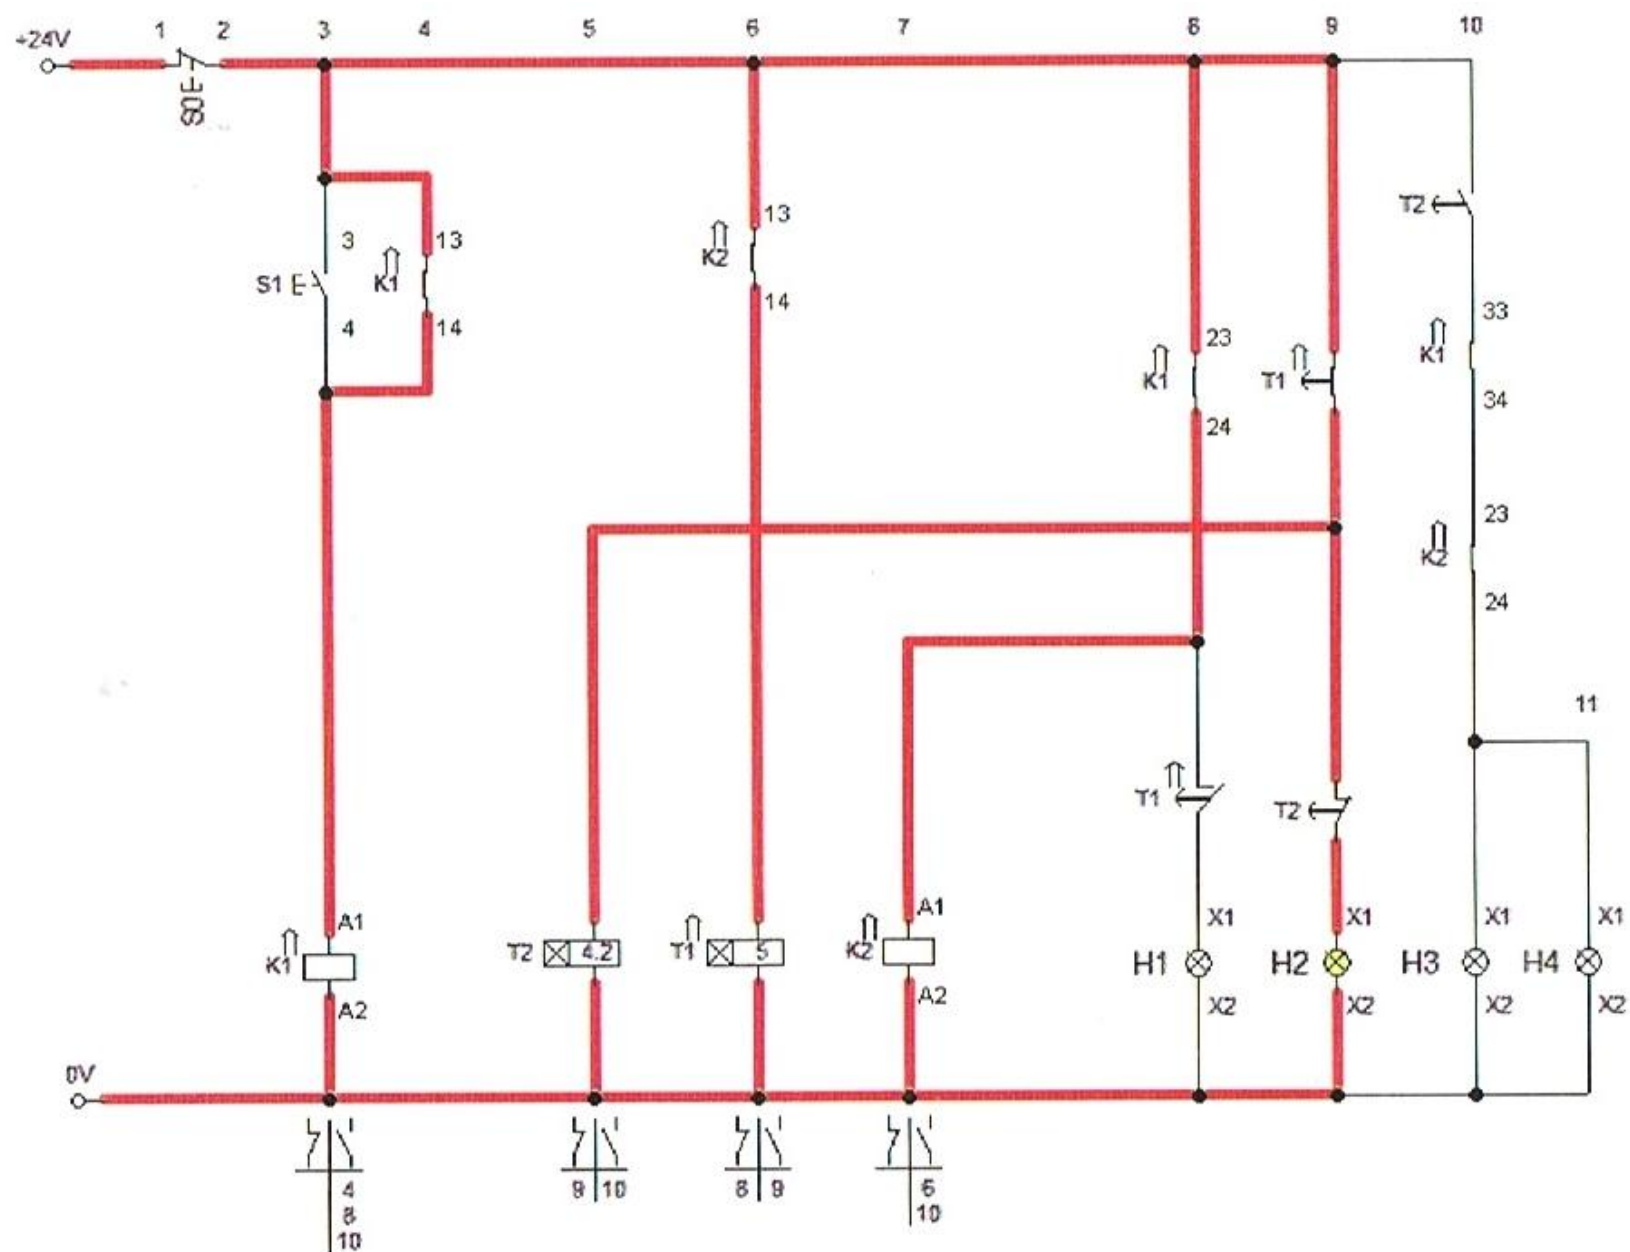 1 2 3 4 5 6 7 8 9 10
+24V
S0
T2
13
K2
14
3 13
S1 K1
4 14
33
K1
34
23
K1 T1
24
23
K2
24
11
T1 T2
A1 A1 X1 X1 X1 X1
K1 T2 4.2 T1 5 K2 H1 H2 H3 H4
A2 A2 X2 X2 X2 X2
0V
4 9 10 8 9 6
8 10
10